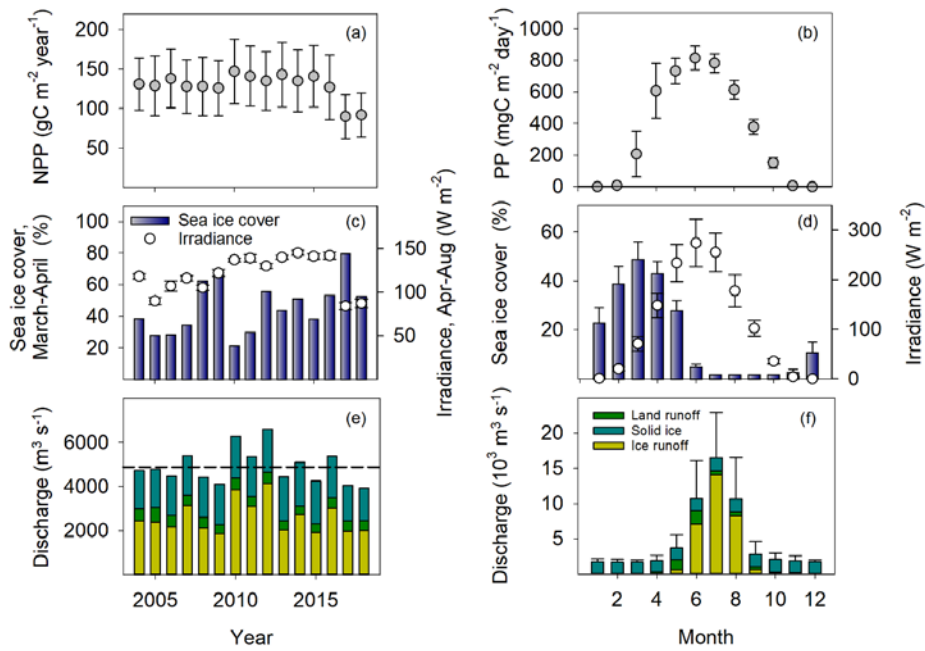 (a)
NPP (gC m-2 year-1)
200
150
100
50
(b)
PP (mgC m-2 day-1)
1000
800
600
400
200
0
(c)
Sea ice cover
Irradiance
Sea ice cover,
March-April (%)
100
80
60
40
20
150
100
50
Irradiance, Apr-Aug (W m-2)
(d)
Sea ice cover (%)
60
40
20
300
200
100
0
Irradiance (W m-2)
(e)
Discharge (m3 s-1)
6000
4000
2000
2005
2010
2015
Year
(f)
Land runoff
Solid ice
Ice runoff
Discharge (103 m3 s-1)
20
15
10
5
2
4
6
8
10
12
Month